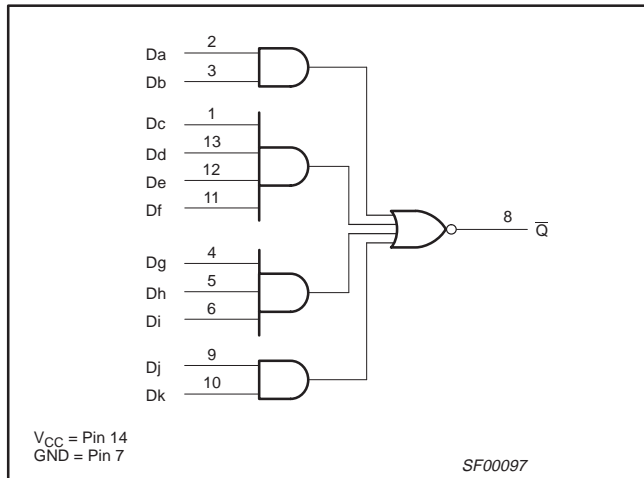 Da 2
Db 3
Dc 1
Dd 13
De 12
Df 11
Dg 4
Dh 5
Di 6
Dj 9
Dk 10
8 Q̅
VCC = Pin 14
GND = Pin 7
SF00097